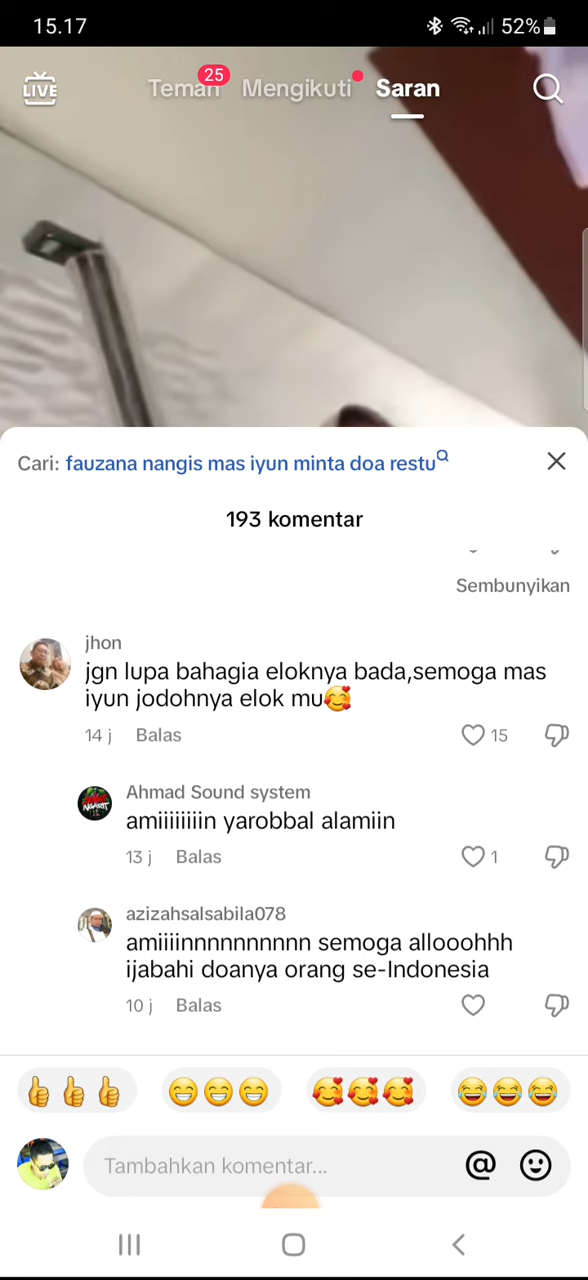 15.17
52%
LIVE
Teman
25
Mengikuti
Saran
Cari: fauzana nangis mas iyun minta doa restu
193 komentar
Sembunyikan
jhon
jgn lupa bahagia eloknya bada,semoga mas
iyun jodohnya elok mu🥰
14 j Balas
15
Ahmad Sound system
amiiiiiiiin yarobbal alamiin
13 j Balas
1
azizahsalsabila078
amiiiinnnnnnnnnn semoga allooohhh
ijabahi doanya orang se-Indonesia
10 j Balas
👍👍👍 😁😁😁 🥰🥰🥰 😂😂😂
Tambahkan komentar...
@